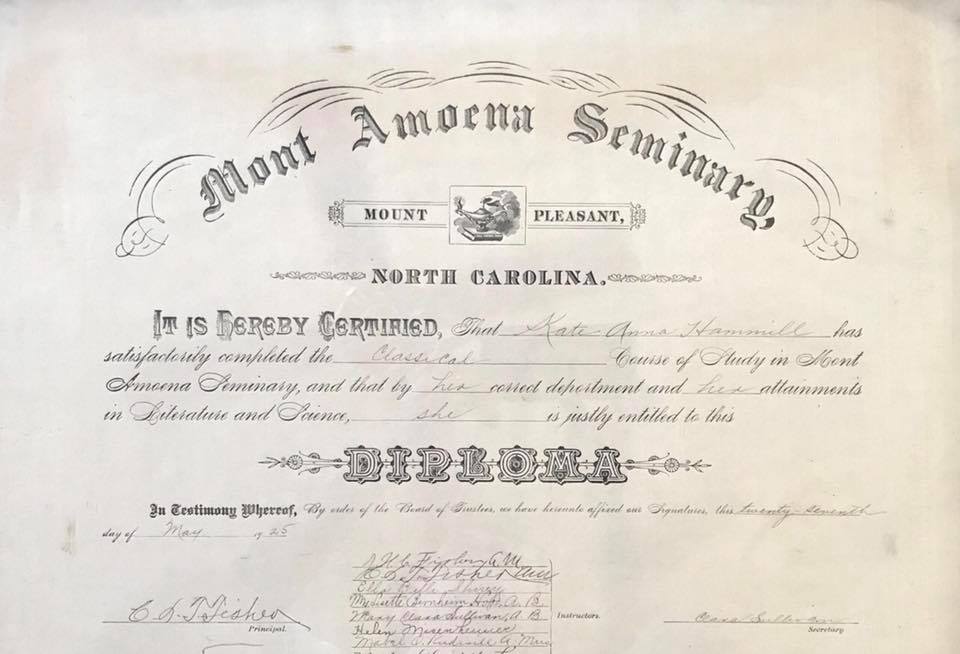 Mont Amoena Seminary,
MOUNT PLEASANT,
NORTH CAROLINA.
IT IS HEREBY CERTIFIED, That Kate Anna Hammill has
satisfactorily completed the Classical Course of Study in Mont
Amoena Seminary, and that by her correct deportment and her attainments
in Literature and Science, she is justly entitled to this
DIPLOMA
In Testimony Whereof, By order of the Board of Trustees, we have hereunto affixed our Signatures, this twenty-seventh
day of May 1925
A.M.
Mary Clara Sullivan, A. B.
Helen Misenheimer
C D T Fisher
Principal.
Instructors.
Clara Sullivan
Secretary